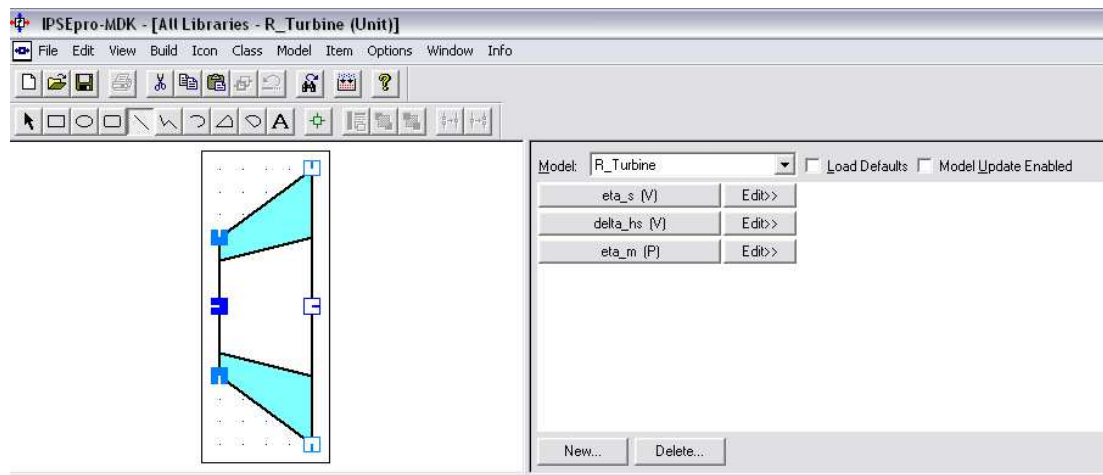 IPSEpro-MDK - [All Libraries - R_Turbine (Unit)]
File Edit View Build Icon Class Model Item Options Window Info
A
Model: R_Turbine Load Defaults Model Update Enabled
eta_s (V) Edit>>
delta_hs (V) Edit>>
eta_m (P) Edit>>
New... Delete...